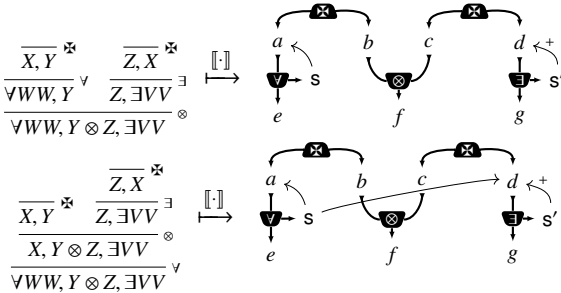 ✠ ✠
X, Y ✠ Z, X ✠ ⟦·⟧ a b c d +
∀WW, Y ∀ Z, ∃VV ∃ ↦ ∀ s ⊗ ∃ s′
∀WW, Y ⊗ Z, ∃VV ⊗ e f g
✠ ✠
Z, X ✠ ⟦·⟧ a b c d +
X, Y ✠ Z, ∃VV ∃ ↦ ∀ s ⊗ ∃ s′
X, Y ⊗ Z, ∃VV ⊗ e f g
∀WW, Y ⊗ Z, ∃VV ∀